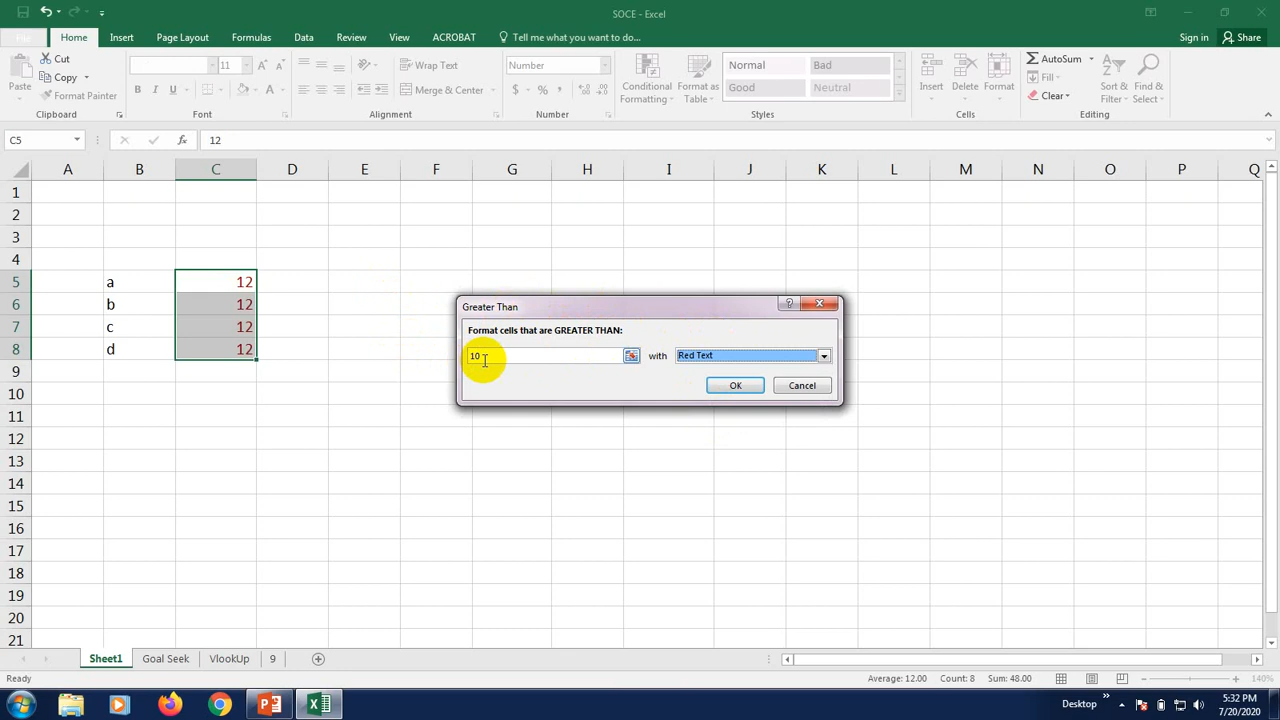 SOCE - Excel
File Home Insert Page Layout Formulas Data Review View ACROBAT Tell me what you want to do... Sign in Share
Paste
Cut
Copy
Format Painter
Clipboard
11 A A
B I U A
Font
Wrap Text
Merge & Center
Alignment
Number
$ % ,
Number
Conditional
Formatting
Format as
Table
Normal Bad
Good Neutral
Styles
Insert Delete Format
Cells
AutoSum
Fill
Clear
Sort &
Filter
Find &
Select
Editing
C5 fx 12
A B C D E F G H I J K L M N O P Q
1
2
3
4
5 a 12
6 b 12
7 c 12
8 d 12
9
10
11
12
13
14
15
16
17
18
19
20
21
Greater Than ?
Format cells that are GREATER THAN:
10 with Red Text
OK Cancel
Sheet1 Goal Seek VlookUp 9
Ready Average: 12.00 Count: 8 Sum: 48.00 140%
Desktop
5:32 PM
7/20/2020